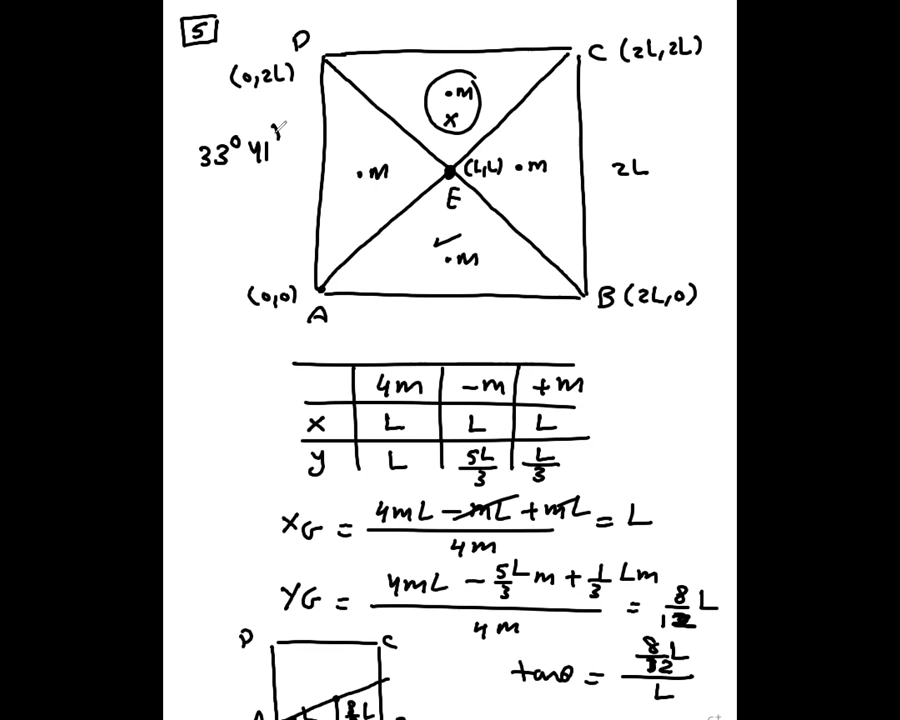 5
D C (2L,2L)
(0,2L)
.m
x
33° 41'
.m (L,L) .m 2L
E
✓
.m
(0,0) B (2L,0)
A
4m -m +m
x L L L
y L 5L/3 L/3
XG = (4mL - mL + mL)/4m = L
YG = (4mL - 5/3 Lm + 1/3 Lm)/4m = 8/12 L
D C
tanθ = (8/12 L)/L
8/ L